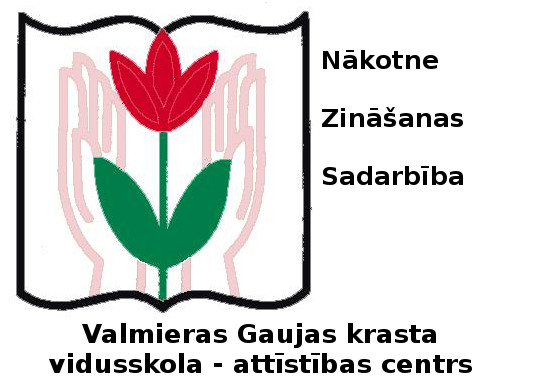 Nākotne
Zināšanas
Sadarbība
Valmieras Gaujas krasta
vidusskola - attīstības centrs